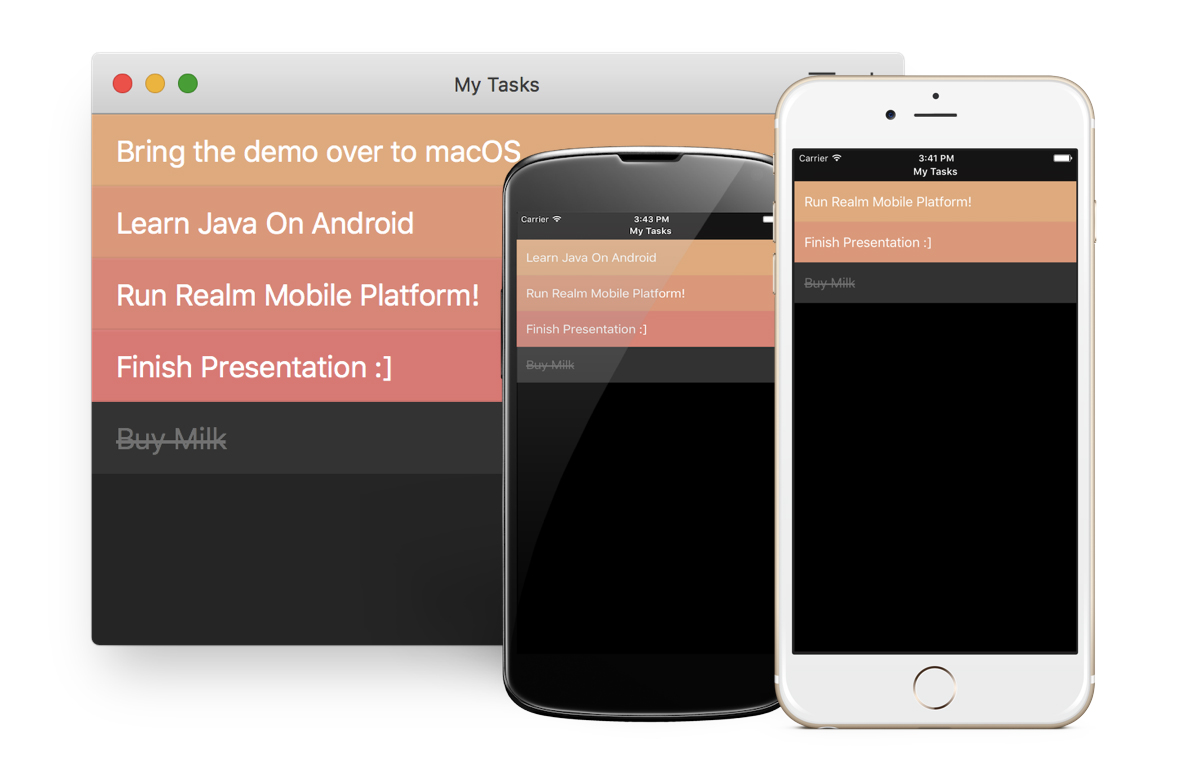 My Tasks
Bring the demo over to macOS
Learn Java On Android
Run Realm Mobile Platform!
Finish Presentation :]
Buy Milk
Carrier
3:43 PM
My Tasks
Learn Java On Android
Run Realm Mobile Platform!
Finish Presentation :]
Buy Milk
Carrier
3:41 PM
My Tasks
Run Realm Mobile Platform!
Finish Presentation :]
Buy Milk